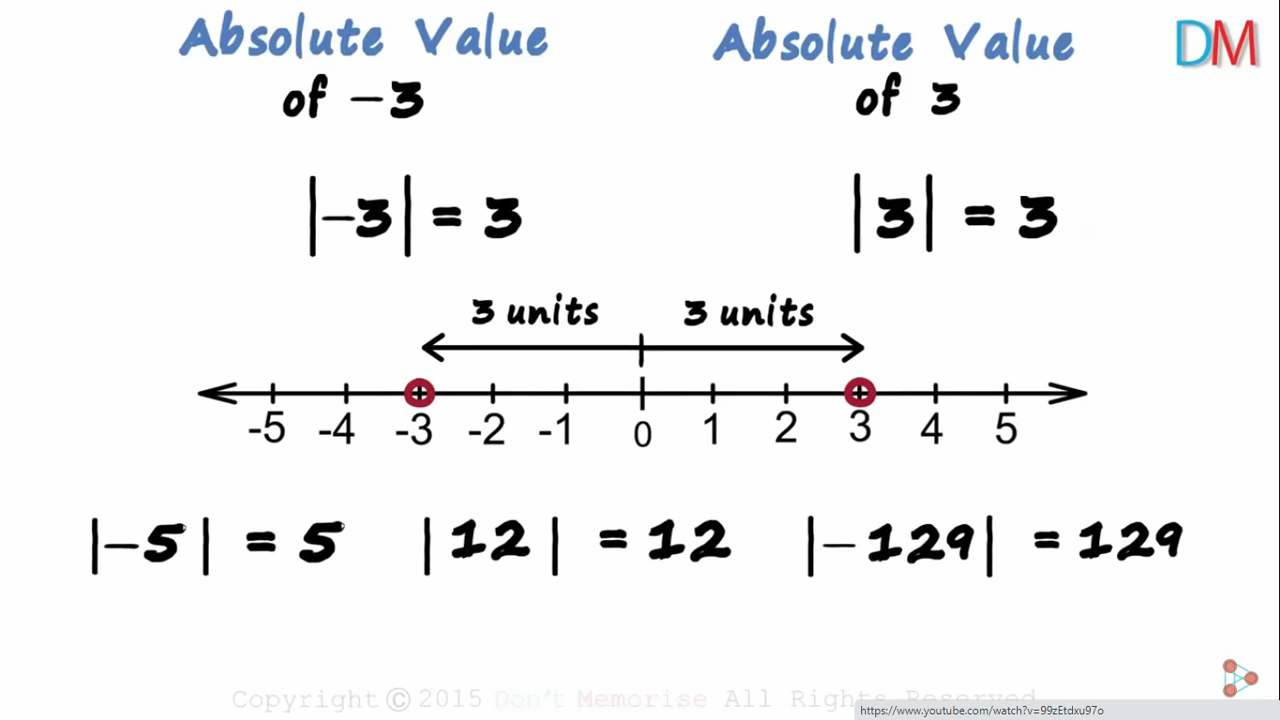 Absolute Value
of −3
Absolute Value
of 3
DM
|−3| = 3
|3| = 3
3 units
3 units
-5 -4 -3 -2 -1 0 1 2 3 4 5
|−5| = 5
|12| = 12
|−129| = 129
Copyright © 2015 Don't Memorise All Rights Reserved
https://www.youtube.com/watch?v=99zEtdxu97o